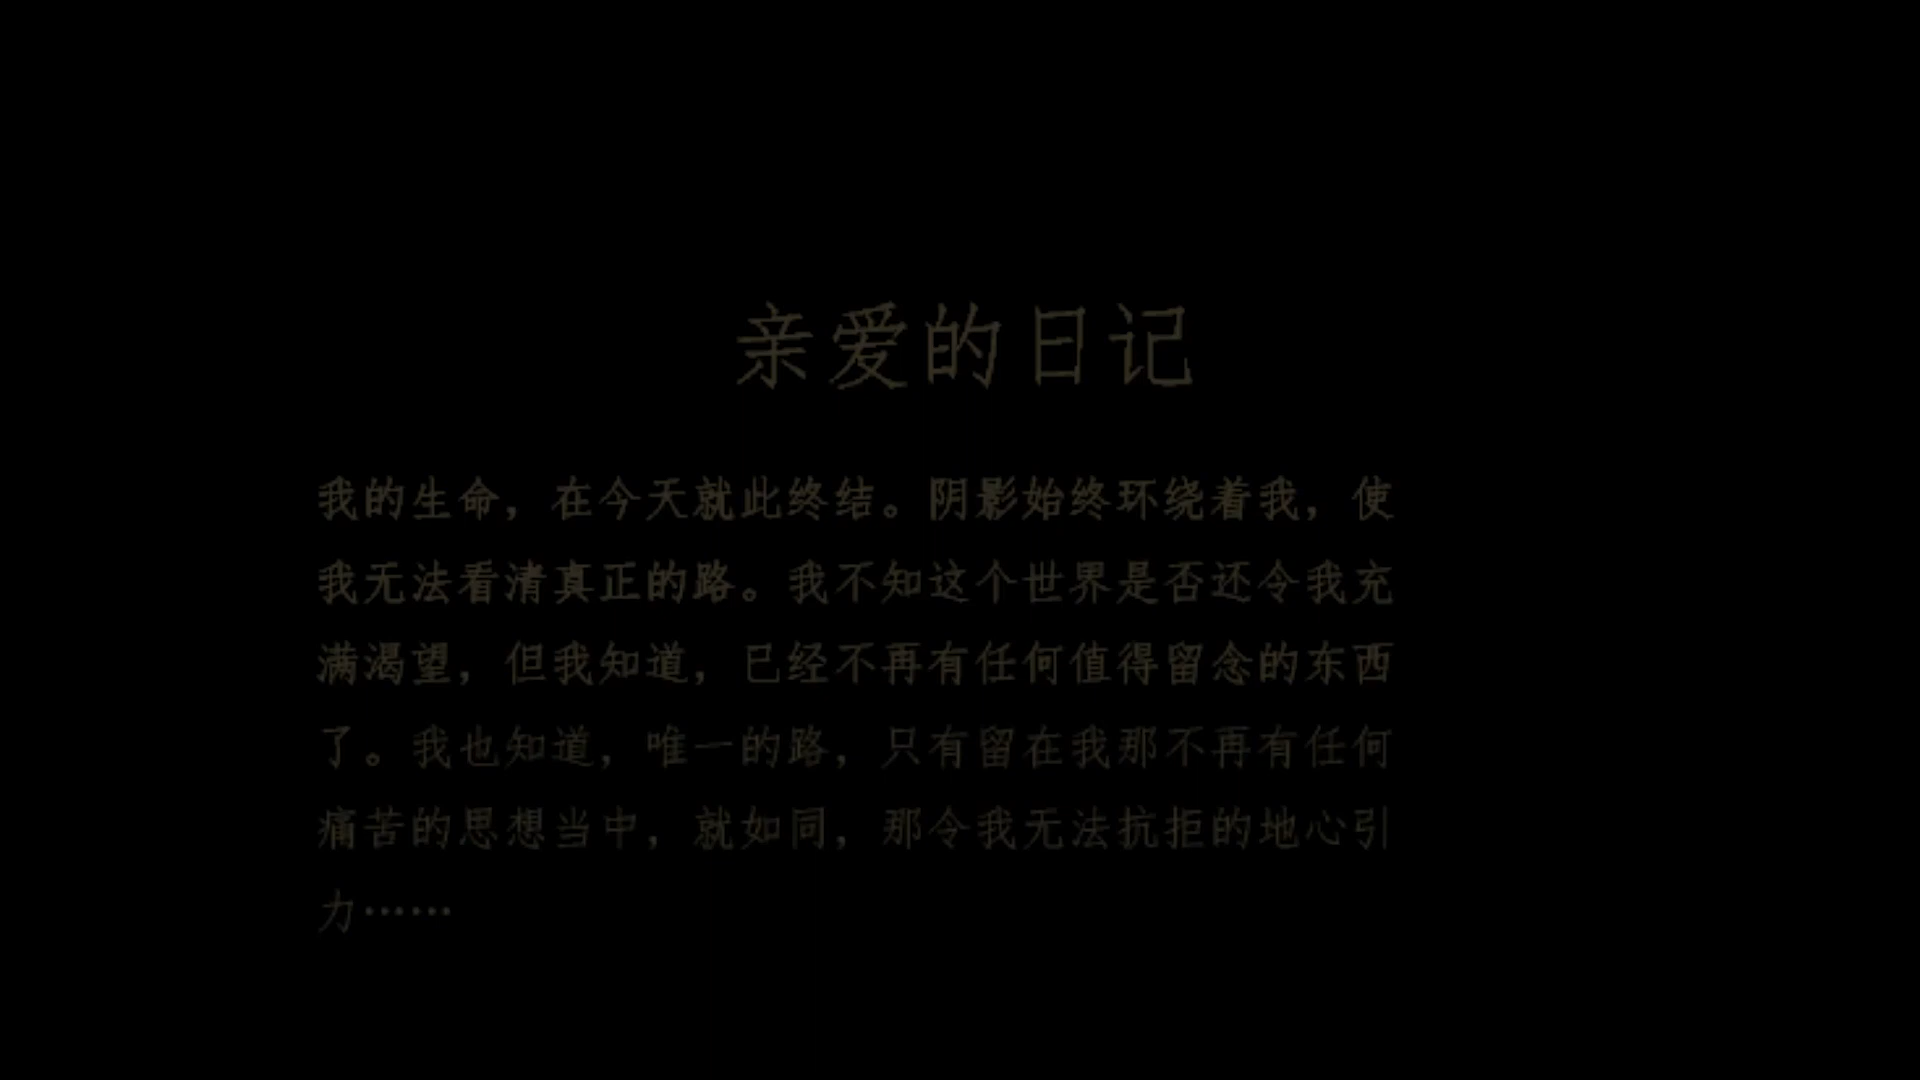 亲爱的日记
我的生命，在今天就此终结。阴影始终环绕着我，使
我无法看清真正的路。我不知这个世界是否还令我充
满渴望，但我知道，已经不再有任何值得留念的东西
了。我也知道，唯一的路，只有留在我那不再有任何
痛苦的思想当中，就如同，那令我无法抗拒的地心引
力……